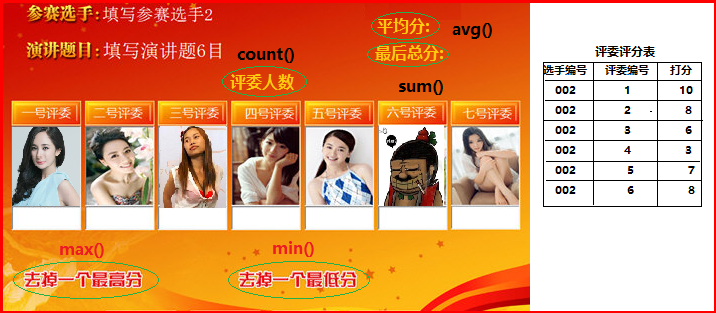 参赛选手:填写参赛选手2
平均分:
avg()
演讲题目:填写演讲题6目
count()
最后总分:
评委人数
sum()
一号评委 二号评委 三号评委 四号评委 五号评委 六号评委 七号评委
max()
min()
去掉一个最高分
去掉一个最低分
评委评分表
选手编号 评委编号 打分
002 1 10
002 2 8
002 3 6
002 4 3
002 5 7
002 6 8